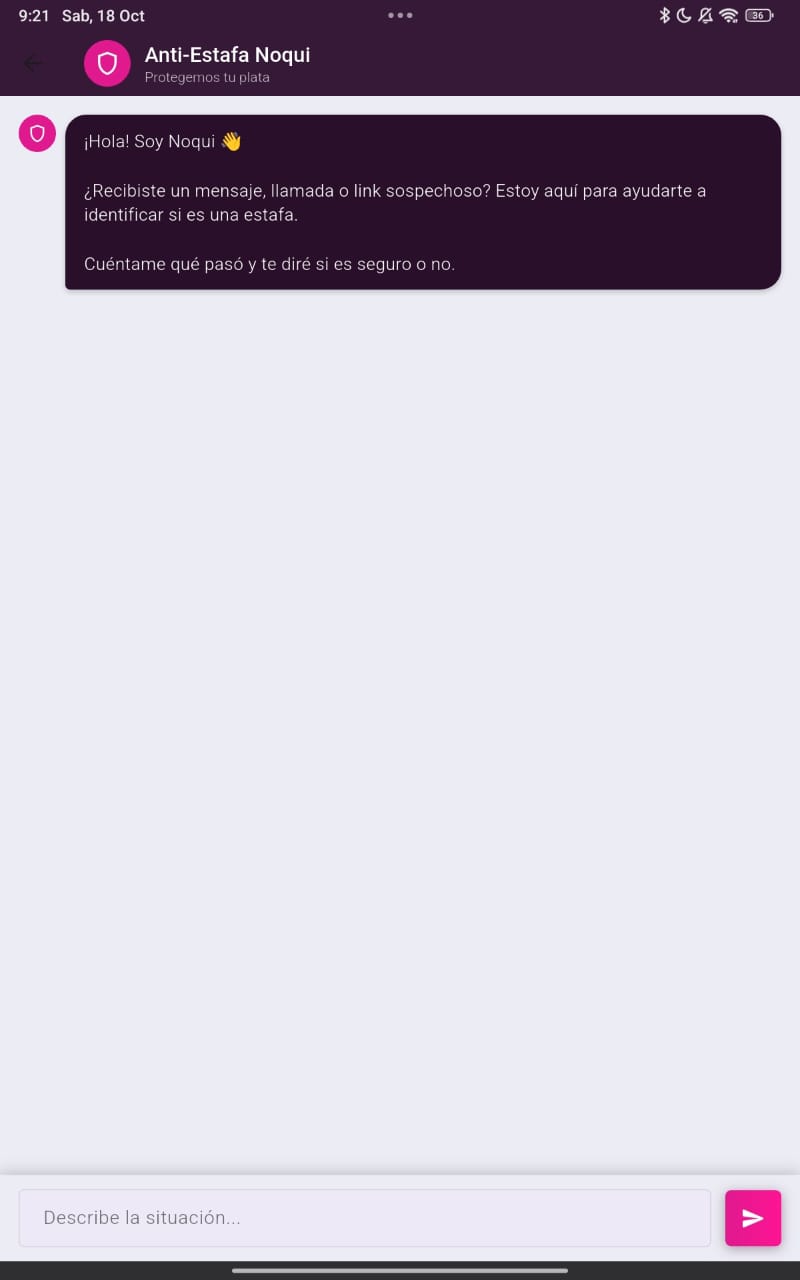 9:21 Sab, 18 Oct
36
Anti-Estafa Noqui
Protegemos tu plata
¡Hola! Soy Noqui 👋
¿Recibiste un mensaje, llamada o link sospechoso? Estoy aquí para ayudarte a
identificar si es una estafa.
Cuéntame qué pasó y te diré si es seguro o no.
Describe la situación...